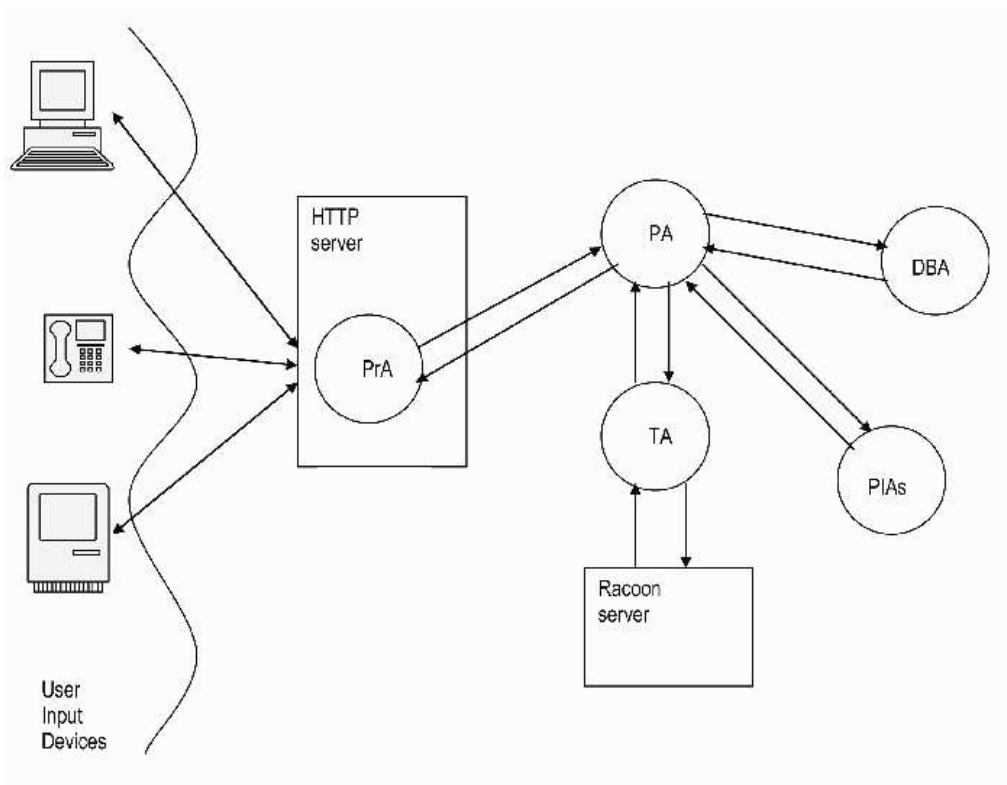 HTTP
server
PrA
PA
DBA
TA
PIAs
Racoon
server
User
Input
Devices